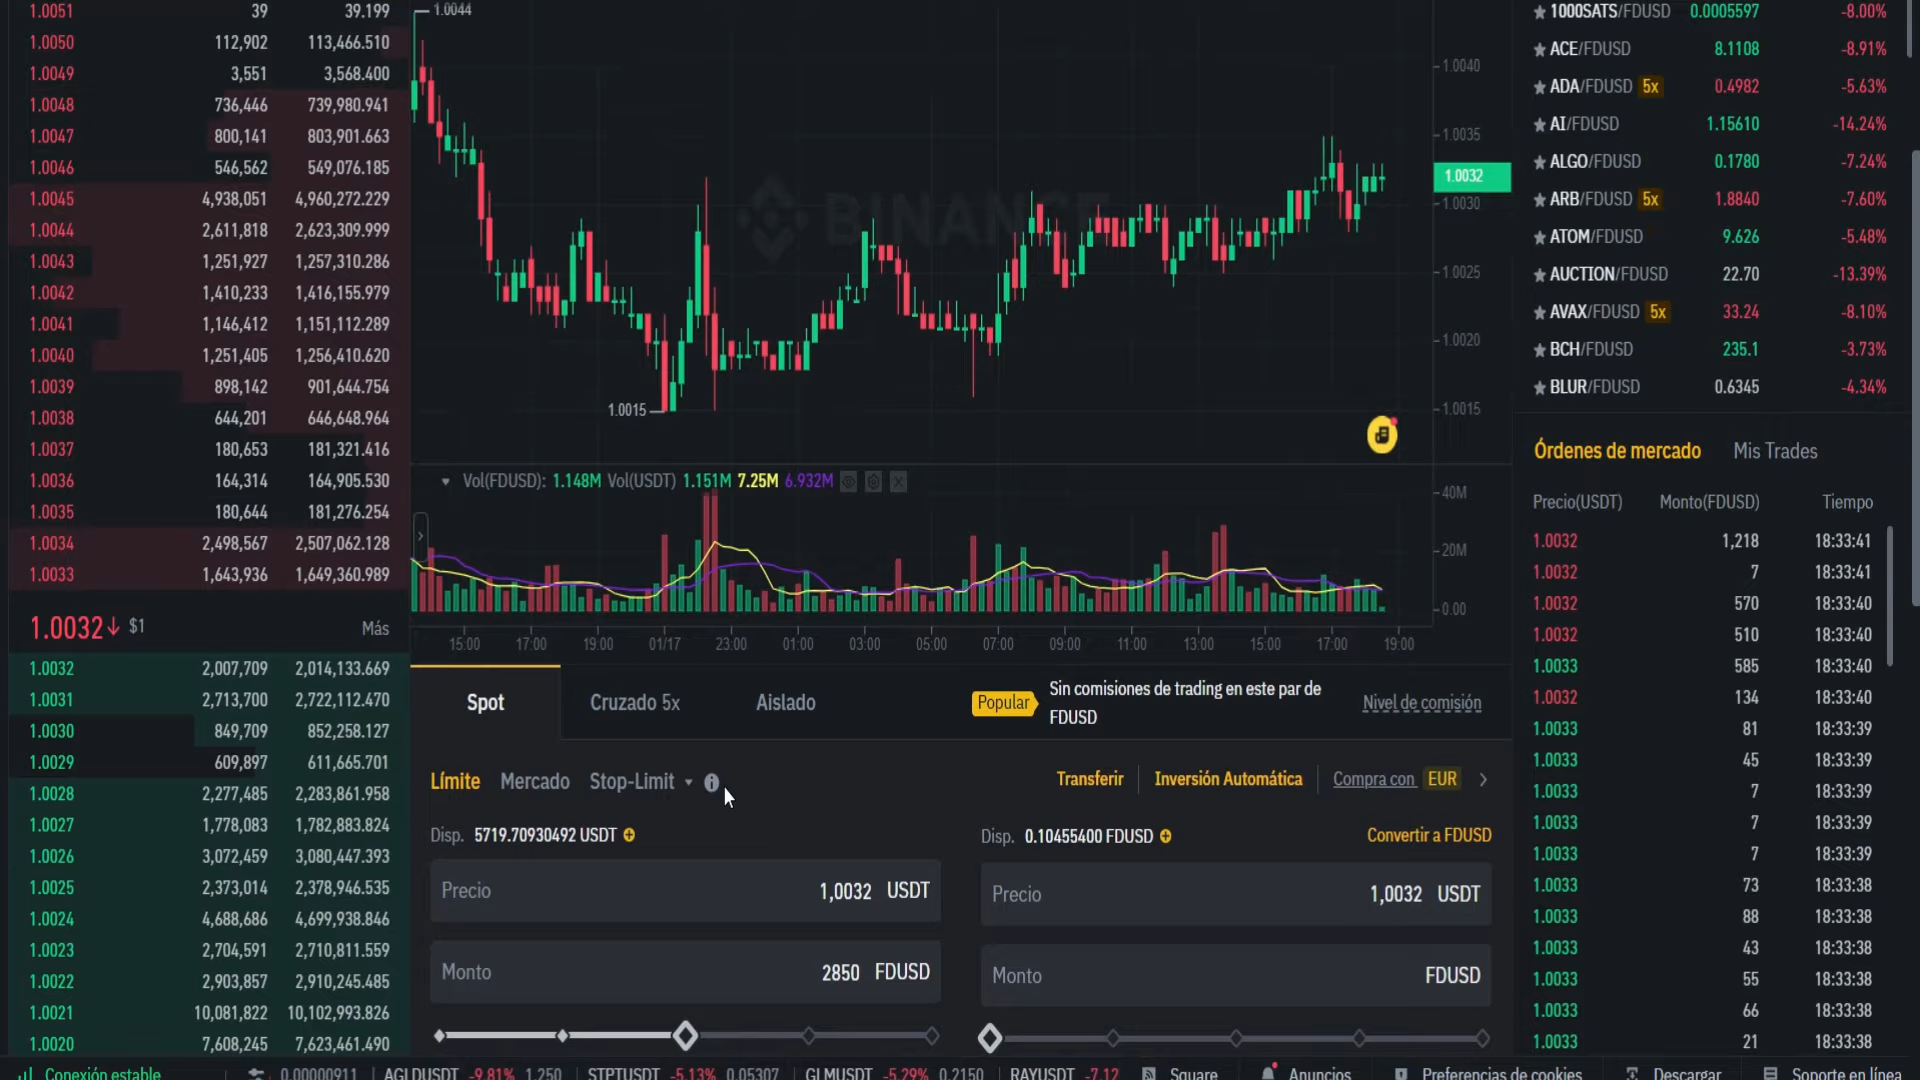 1.0051 39 39.199
1.0050 112,902 113,466.510
1.0049 3,551 3,568.400
1.0048 736,446 739,980.941
1.0047 800,141 803,901.663
1.0046 546,562 549,076.185
1.0045 4,938,051 4,960,272.229
1.0044 2,611,818 2,623,309.999
1.0043 1,251,927 1,257,310.286
1.0042 1,410,233 1,416,155.979
1.0041 1,146,412 1,151,112.289
1.0040 1,251,405 1,256,410.620
1.0039 898,142 901,644.754
1.0038 644,201 646,648.964
1.0037 180,653 181,321.416
1.0036 164,314 164,905.530
1.0035 180,644 181,276.254
1.0034 2,498,567 2,507,062.128
1.0033 1,643,936 1,649,360.989
1.0032↓ $1 Más
1.0032 2,007,709 2,014,133.669
1.0031 2,713,700 2,722,112.470
1.0030 849,709 852,258.127
1.0029 609,897 611,665.701
1.0028 2,277,485 2,283,861.958
1.0027 1,778,083 1,782,883.824
1.0026 3,072,459 3,080,447.393
1.0025 2,373,014 2,378,946.535
1.0024 4,688,686 4,699,938.846
1.0023 2,704,591 2,710,811.559
1.0022 2,903,857 2,910,245.485
1.0021 10,081,822 10,102,993.826
1.0020 7,608,245 7,623,461.490
1.0044
BINANCE
1.0015
1.0040
1.0035
1.0032
1.0030
1.0025
1.0020
1.0015
Vol(FDUSD): 1.148M Vol(USDT) 1.151M 7.25M 6.932M
40M
20M
0.00
15:00 17:00 19:00 01/17 23:00 01:00 03:00 05:00 07:00 09:00 11:00 13:00 15:00 17:00 19:00
Spot Cruzado 5x Aislado
Popular
Sin comisiones de trading en este par de
FDUSD
Nivel de comisión
Límite Mercado Stop-Limit
Transferir Inversión Automática Compra con EUR
Disp. 5719.70930492 USDT
Precio 1,0032 USDT
Monto 2850 FDUSD
Disp. 0.10455400 FDUSD Convertir a FDUSD
Precio 1,0032 USDT
Monto FDUSD
1000SATS/FDUSD 0.0005597 -8.00%
ACE/FDUSD 8.1108 -8.91%
ADA/FDUSD 5x 0.4982 -5.63%
AI/FDUSD 1.15610 -14.24%
ALGO/FDUSD 0.1780 -7.24%
ARB/FDUSD 5x 1.8840 -7.60%
ATOM/FDUSD 9.626 -5.48%
AUCTION/FDUSD 22.70 -13.39%
AVAX/FDUSD 5x 33.24 -8.10%
BCH/FDUSD 235.1 -3.73%
BLUR/FDUSD 0.6345 -4.34%
Órdenes de mercado Mis Trades
Precio(USDT) Monto(FDUSD) Tiempo
1.0032 1,218 18:33:41
1.0032 7 18:33:41
1.0032 570 18:33:40
1.0032 510 18:33:40
1.0033 585 18:33:40
1.0032 134 18:33:40
1.0033 81 18:33:39
1.0033 45 18:33:39
1.0033 7 18:33:39
1.0033 7 18:33:39
1.0033 7 18:33:39
1.0033 73 18:33:38
1.0033 88 18:33:38
1.0033 43 18:33:38
1.0033 55 18:33:38
1.0033 66 18:33:38
1.0033 21 18:33:38
Conexión estable 0.00000911 AGLDUSDT -9.81% 1.250 STPTUSDT -5.13% 0.05307 GLMUSDT -5.29% 0.2150 RAYUSDT -7.12 Square Anuncios Preferencias de cookies Descargar Soporte en línea